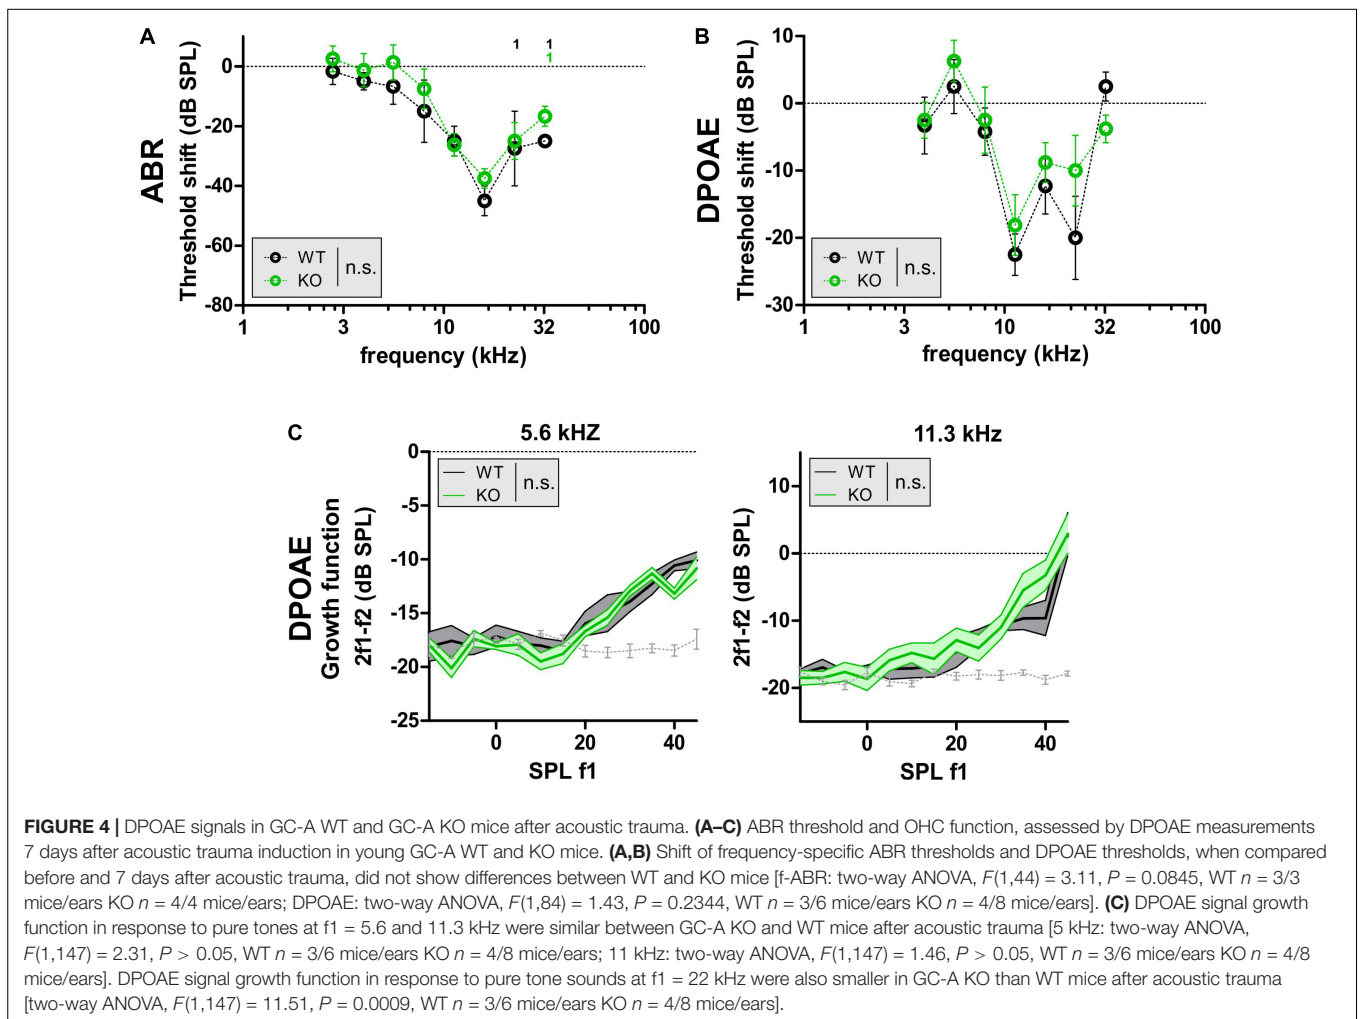 A
ABR
Threshold shift (dB SPL)
0
-20
-40
-60
-80
1 1
1
WT
KO
n.s.
1 3 10 32 100
frequency (kHz)
B
DPOAE
Threshold shift (dB SPL)
10
0
-10
-20
-30
WT
KO
n.s.
1 3 10 32 100
frequency (kHz)
C
DPOAE
Growth function
2f1-f2 (dB SPL)
5.6 kHZ
0
-5
-10
-15
-20
-25
WT
KO
n.s.
0 20 40
SPL f1
11.3 kHz
2f1-f2 (dB SPL)
10
0
-10
-20
WT
KO
n.s.
0 20 40
SPL f1
FIGURE 4 | DPOAE signals in GC-A WT and GC-A KO mice after acoustic trauma. (A–C) ABR threshold and OHC function, assessed by DPOAE measurements
7 days after acoustic trauma induction in young GC-A WT and KO mice. (A,B) Shift of frequency-specific ABR thresholds and DPOAE thresholds, when compared
before and 7 days after acoustic trauma, did not show differences between WT and KO mice [f-ABR: two-way ANOVA, F(1,44) = 3.11, P = 0.0845, WT n = 3/3
mice/ears KO n = 4/4 mice/ears; DPOAE: two-way ANOVA, F(1,84) = 1.43, P = 0.2344, WT n = 3/6 mice/ears KO n = 4/8 mice/ears]. (C) DPOAE signal growth
function in response to pure tones at f1 = 5.6 and 11.3 kHz were similar between GC-A KO and WT mice after acoustic trauma [5 kHz: two-way ANOVA,
F(1,147) = 2.31, P > 0.05, WT n = 3/6 mice/ears KO n = 4/8 mice/ears; 11 kHz: two-way ANOVA, F(1,147) = 1.46, P > 0.05, WT n = 3/6 mice/ears KO n = 4/8
mice/ears]. DPOAE signal growth function in response to pure tone sounds at f1 = 22 kHz were also smaller in GC-A KO than WT mice after acoustic trauma
[two-way ANOVA, F(1,147) = 11.51, P = 0.0009, WT n = 3/6 mice/ears KO n = 4/8 mice/ears].